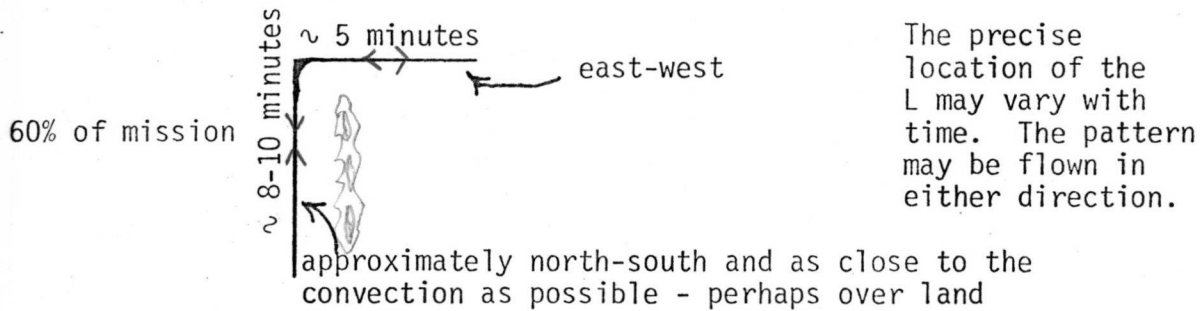 ~ 5 minutes
east-west
The precise
location of the
L may vary with
time. The pattern
may be flown in
either direction.
60% of mission
~ 8-10 minutes
approximately north-south and as close to the
convection as possible - perhaps over land